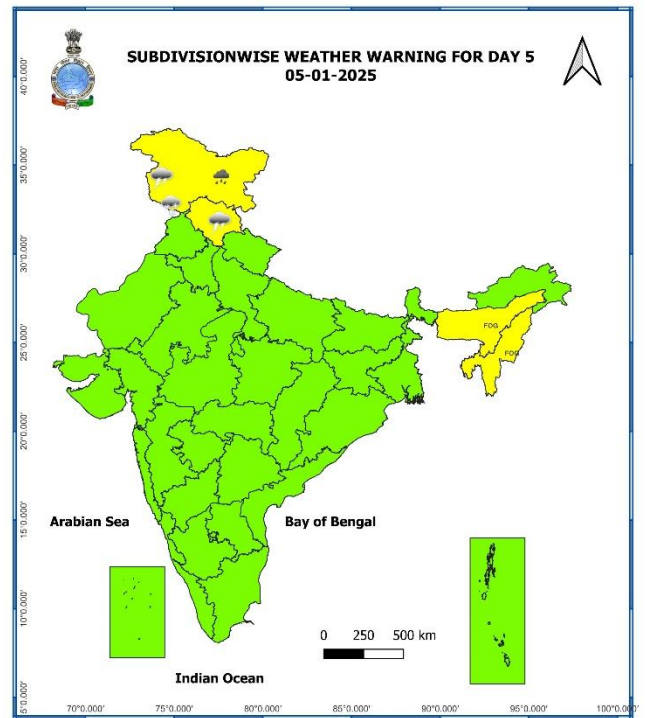 SUBDIVISIONWISE WEATHER WARNING FOR DAY 5
05-01-2025
40°0.000'
35°0.000'
30°0.000'
25°0.000'
20°0.000'
15°0.000'
10°0.000'
5°0.000'
FOG
FOG
Arabian Sea
Bay of Bengal
0 250 500 km
Indian Ocean
70°0.000' 75°0.000' 80°0.000' 85°0.000' 90°0.000' 95°0.000' 100°0.000'